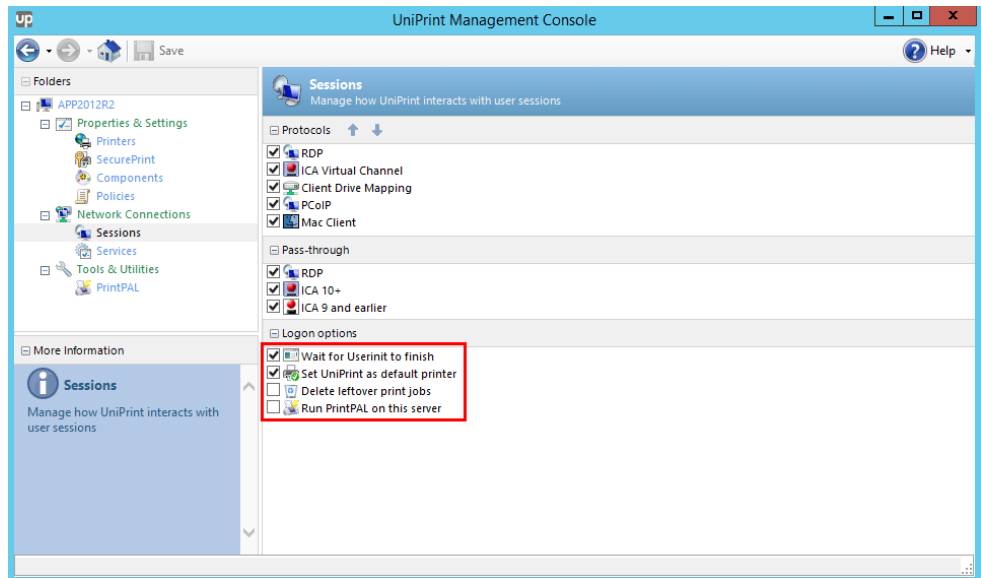 up
UniPrint Management Console
Save
Help
Folders
APP2012R2
Properties & Settings
Printers
SecurePrint
Components
Policies
Network Connections
Sessions
Services
Tools & Utilities
PrintPAL
More Information
Sessions
Manage how UniPrint interacts with
user sessions
Sessions
Manage how UniPrint interacts with user sessions
Protocols
RDP
ICA Virtual Channel
Client Drive Mapping
PCoIP
Mac Client
Pass-through
RDP
ICA 10+
ICA 9 and earlier
Logon options
Wait for Userinit to finish
Set UniPrint as default printer
Delete leftover print jobs
Run PrintPAL on this server